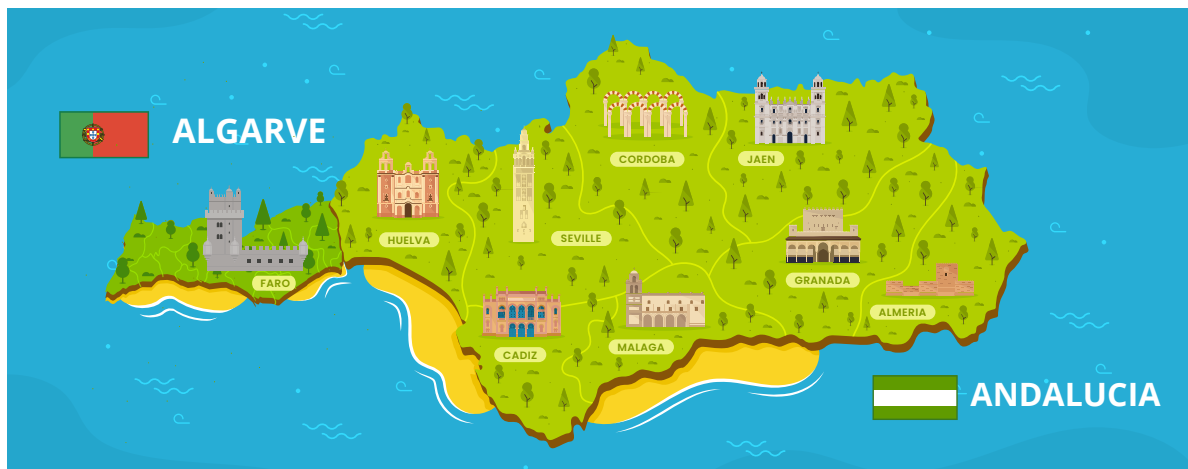 ALGARVE
CORDOBA
JAEN
HUELVA
SEVILLE
FARO
GRANADA
ALMERIA
MALAGA
CADIZ
ANDALUCIA